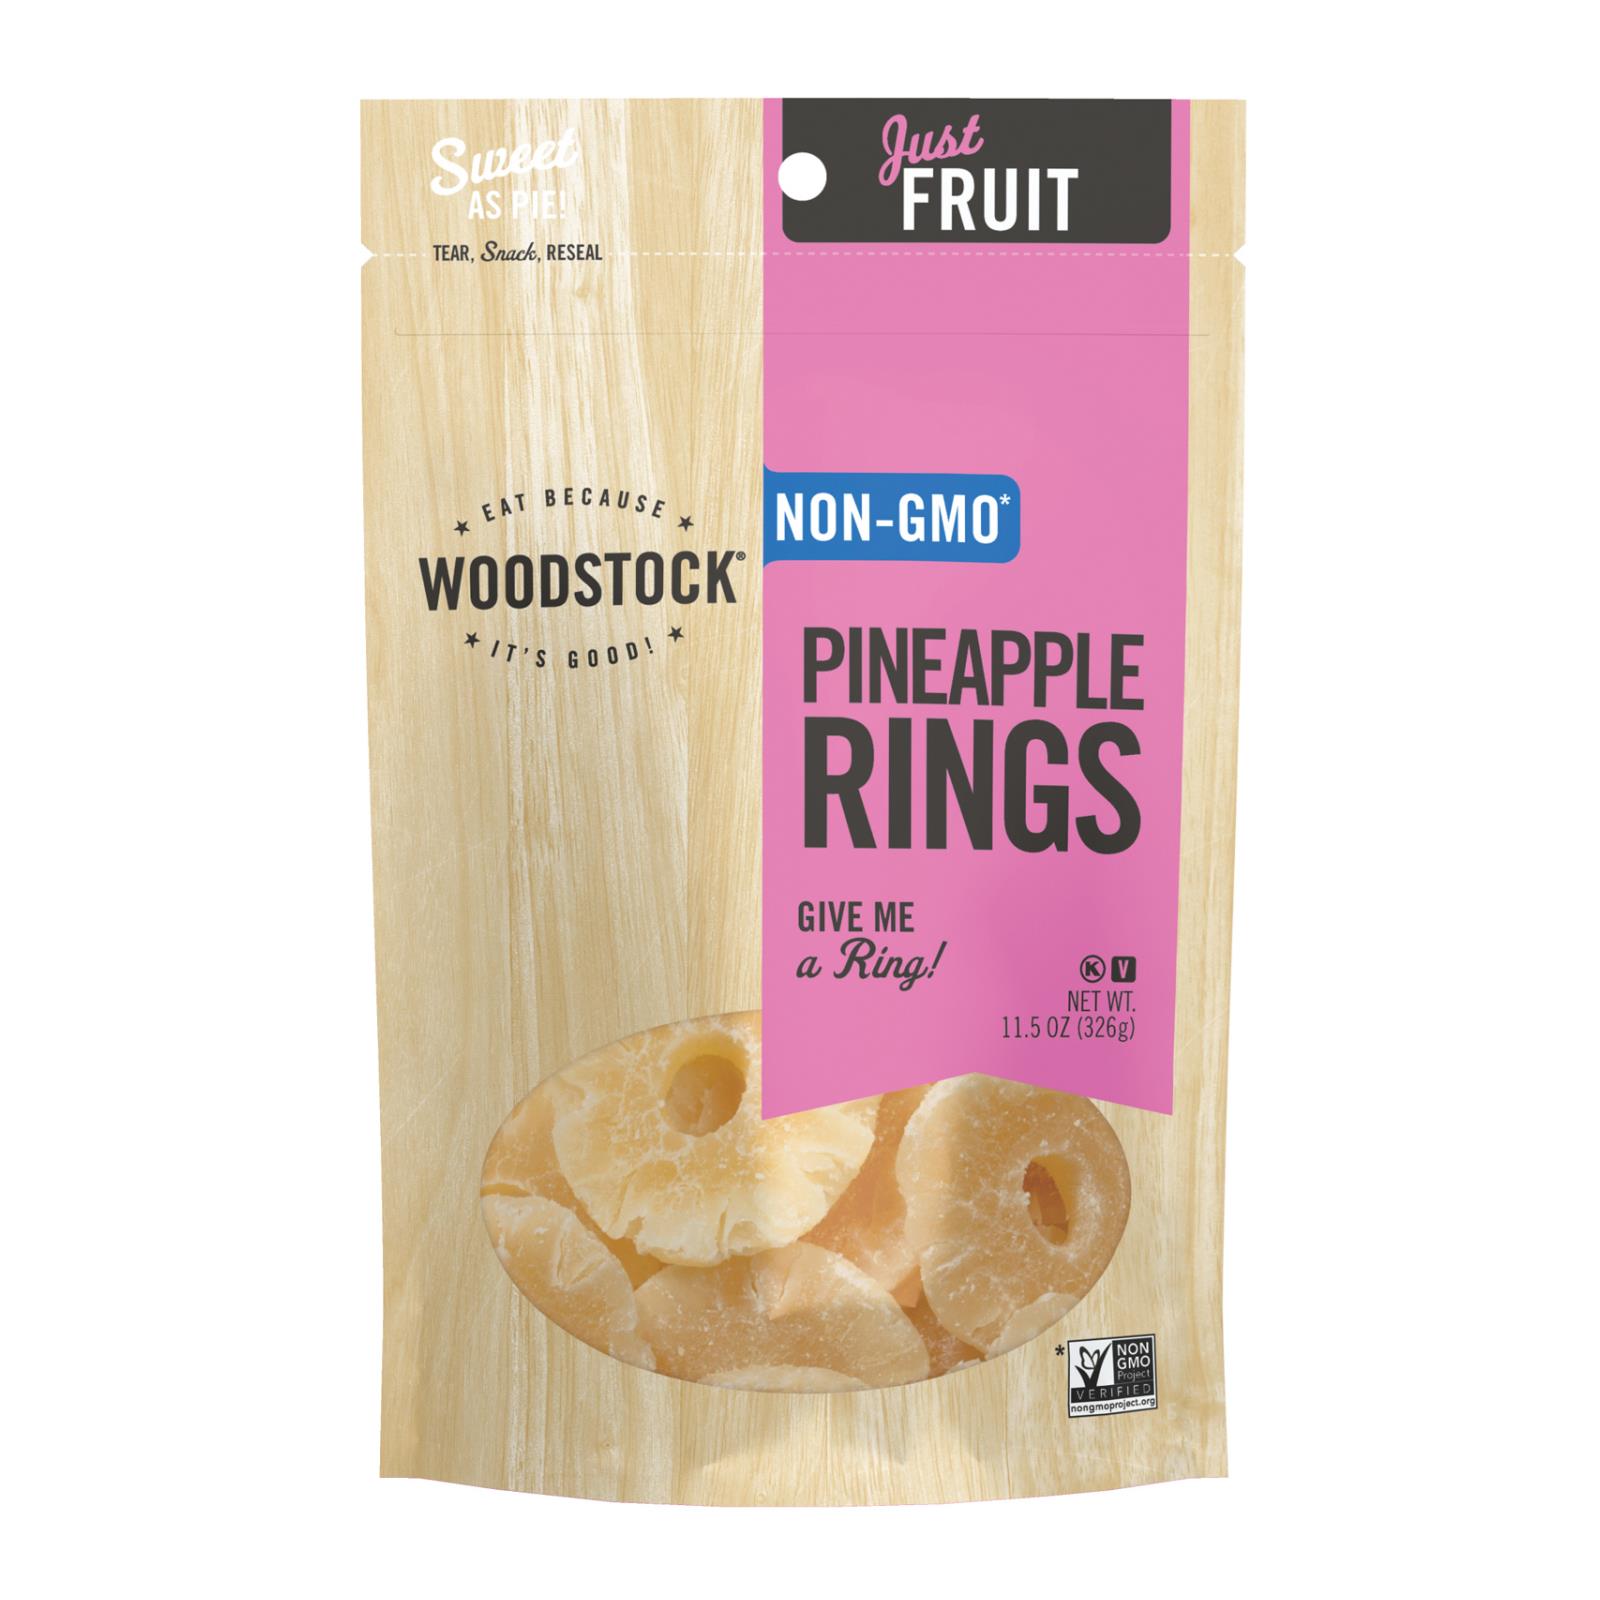 Sweet
AS PIE!
TEAR, Snack, RESEAL
Just
FRUIT
EAT BECAUSE
WOODSTOCK®
IT'S GOOD!
NON-GMO*
PINEAPPLE
RINGS
GIVE ME
a Ring!
K V
NET WT.
11.5 OZ (326g)
*
NON
GMO
Project
VERIFIED
nongmoproject.org